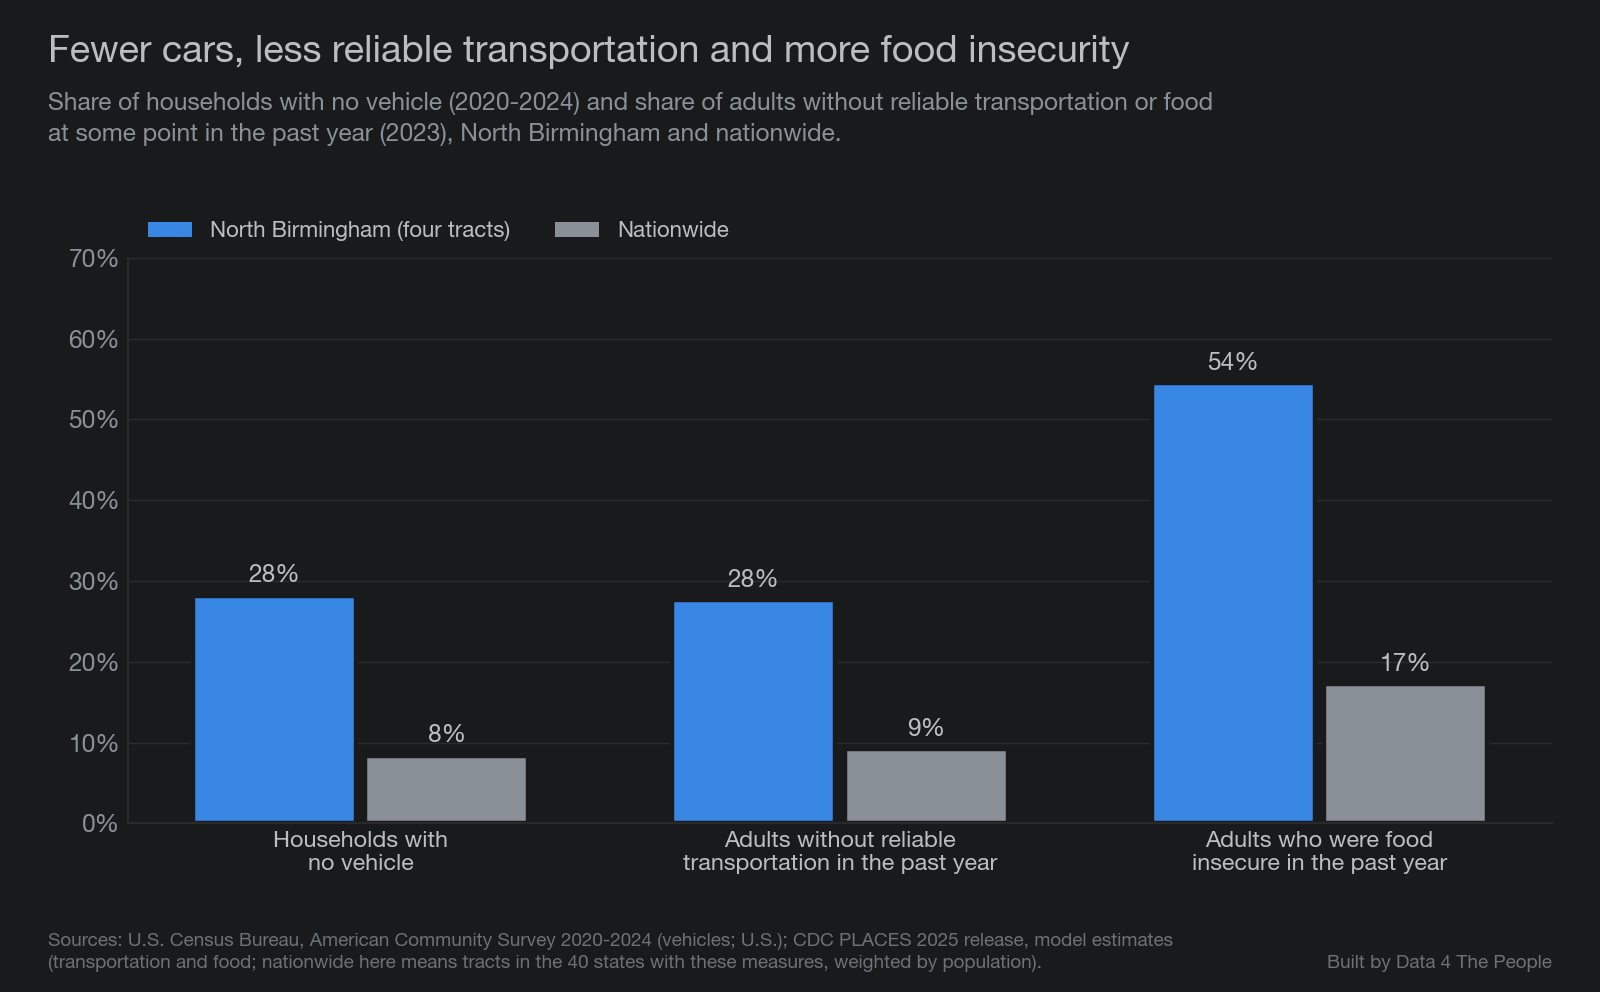 Fewer cars, less reliable transportation and more food insecurity
Share of households with no vehicle (2020-2024) and share of adults without reliable transportation or food
at some point in the past year (2023), North Birmingham and nationwide.
North Birmingham (four tracts)
Nationwide
70%
60%
50%
40%
30%
20%
10%
0%
28%
8%
28%
9%
54%
17%
Households with
no vehicle
Adults without reliable
transportation in the past year
Adults who were food
insecure in the past year
Sources: U.S. Census Bureau, American Community Survey 2020-2024 (vehicles; U.S.); CDC PLACES 2025 release, model estimates
(transportation and food; nationwide here means tracts in the 40 states with these measures, weighted by population).
Built by Data 4 The People